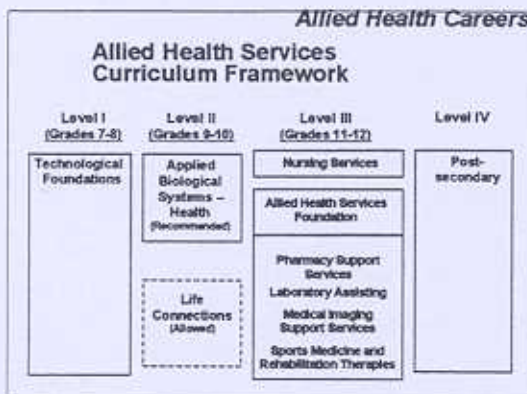 Allied Health Careers
Allied Health Services
Curriculum Framework
Level I
(Grades 7-8)
Technological
Foundations
Level II
(Grades 9-10)
Applied
Biological
Systems –
Health
(Recommended)
Life
Connections
(Allowed)
Level III
(Grades 11-12)
Nursing Services
Allied Health Services
Foundation
Pharmacy Support
Services
Laboratory Assisting
Medical Imaging
Support Services
Sports Medicine and
Rehabilitation Therapies
Level IV
Post-
secondary